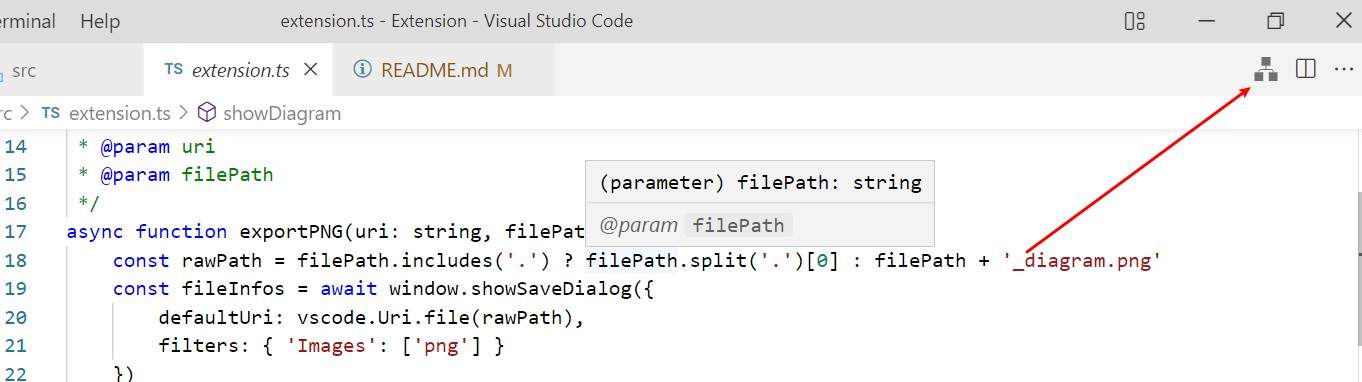 erminal Help extension.ts - Extension - Visual Studio Code
src TS extension.ts README.md M
rc > TS extension.ts > showDiagram
14 * @param uri
15 * @param filePath
16 */
(parameter) filePath: string
@param filePath
17 async function exportPNG(uri: string, filePat
18 const rawPath = filePath.includes('.') ? filePath.split('.')[0] : filePath + '_diagram.png'
19 const fileInfos = await window.showSaveDialog({
20 defaultUri: vscode.Uri.file(rawPath),
21 filters: { 'Images': ['png'] }
22 })